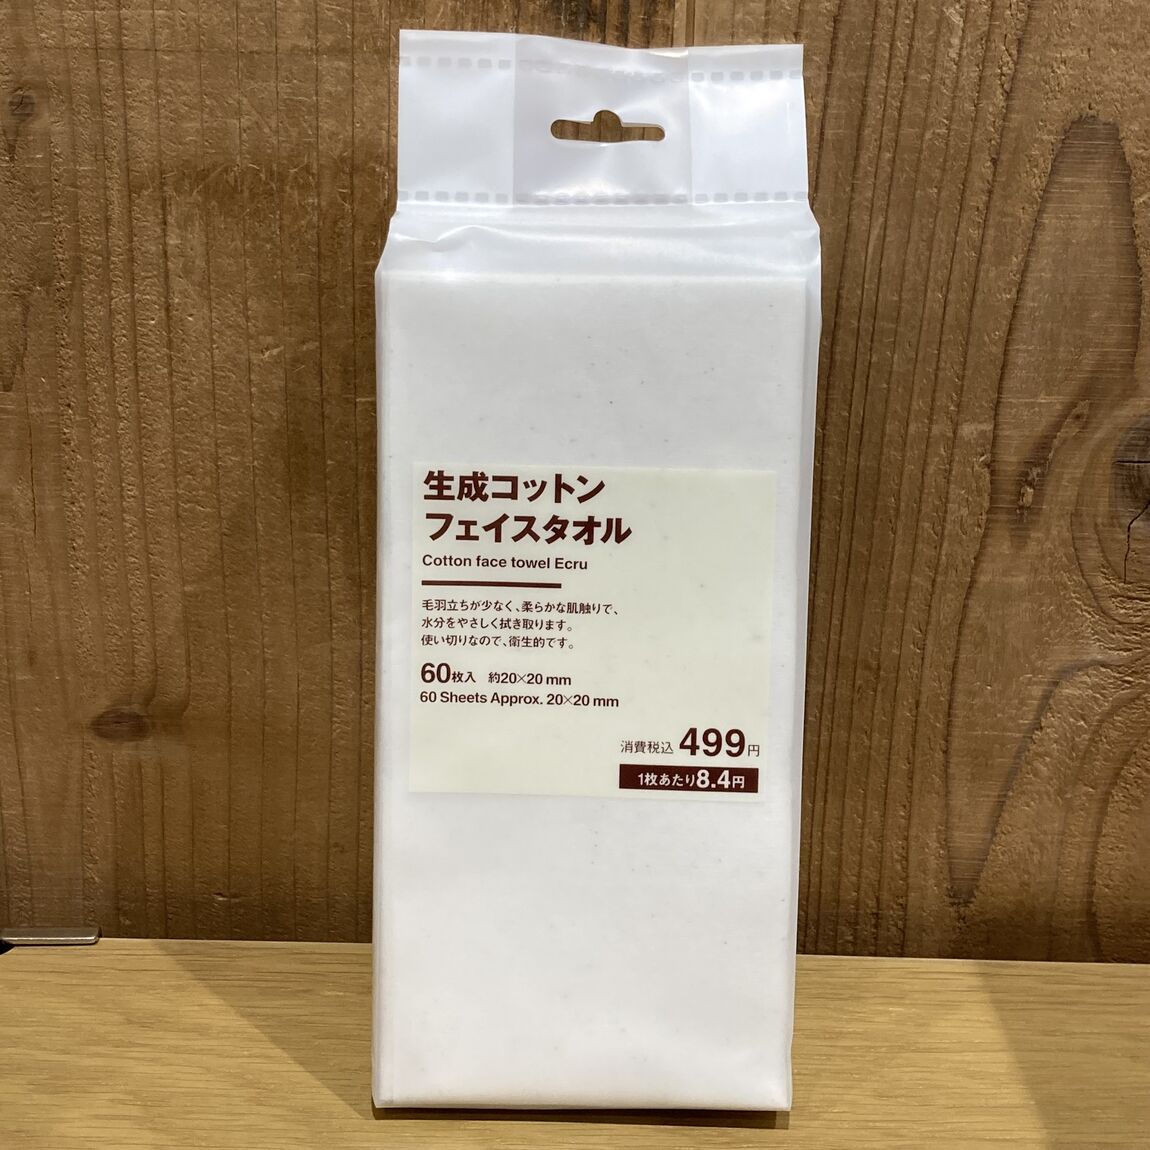 生成コットン
フェイスタオル
Cotton face towel Ecru
毛羽立ちが少なく、柔らかな肌触りで、
水分をやさしく拭き取ります。
使い切りなので、衛生的です。
60枚入 約20×20 mm
60 Sheets Approx. 20×20 mm
消費税込 499円
1枚あたり8.4円